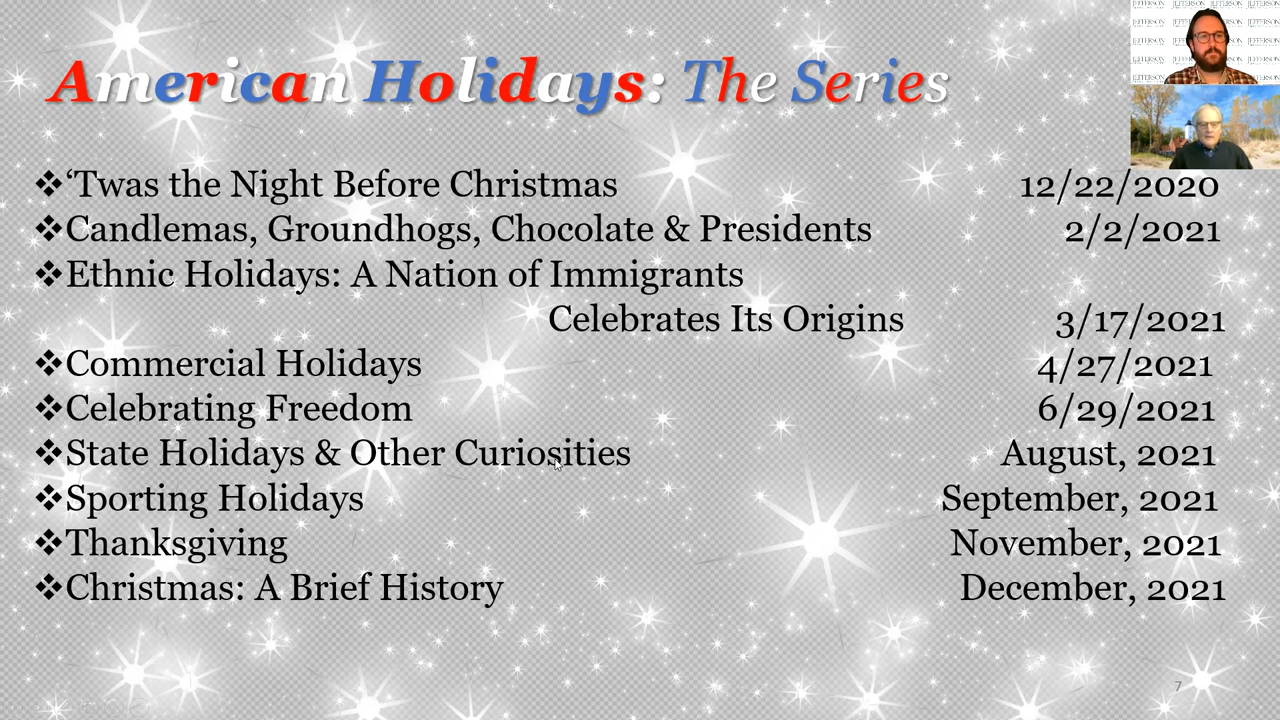 American Holidays: The Series
❖‘Twas the Night Before Christmas 12/22/2020
❖Candlemas, Groundhogs, Chocolate & Presidents 2/2/2021
❖Ethnic Holidays: A Nation of Immigrants
Celebrates Its Origins 3/17/2021
❖Commercial Holidays 4/27/2021
❖Celebrating Freedom 6/29/2021
❖State Holidays & Other Curiosities August, 2021
❖Sporting Holidays September, 2021
❖Thanksgiving November, 2021
❖Christmas: A Brief History December, 2021
7